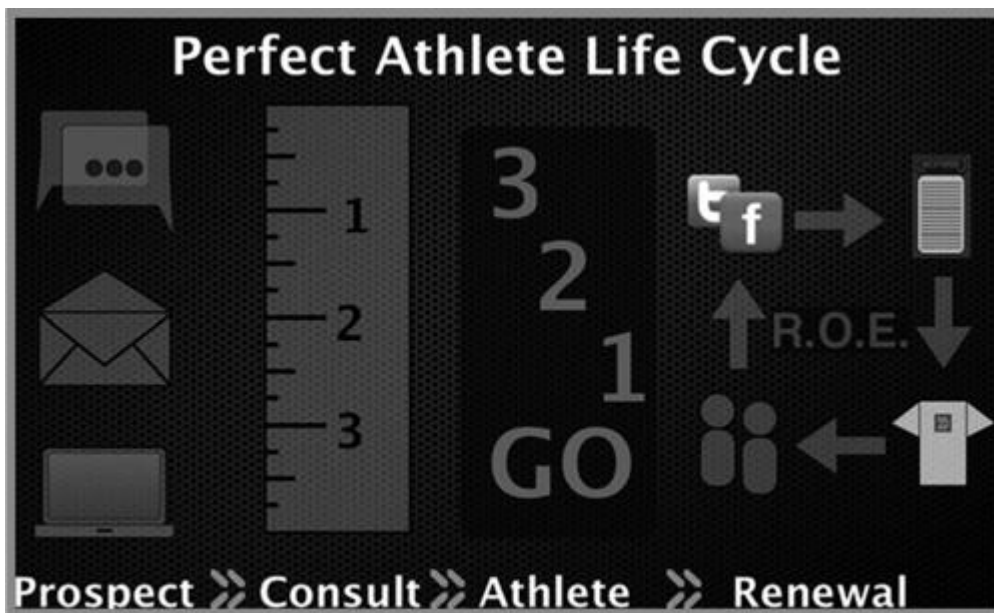 Perfect Athlete Life Cycle
1
2
3
3
2
1
GO
t
f
R.O.E.
Prospect » Consult » Athlete » Renewal